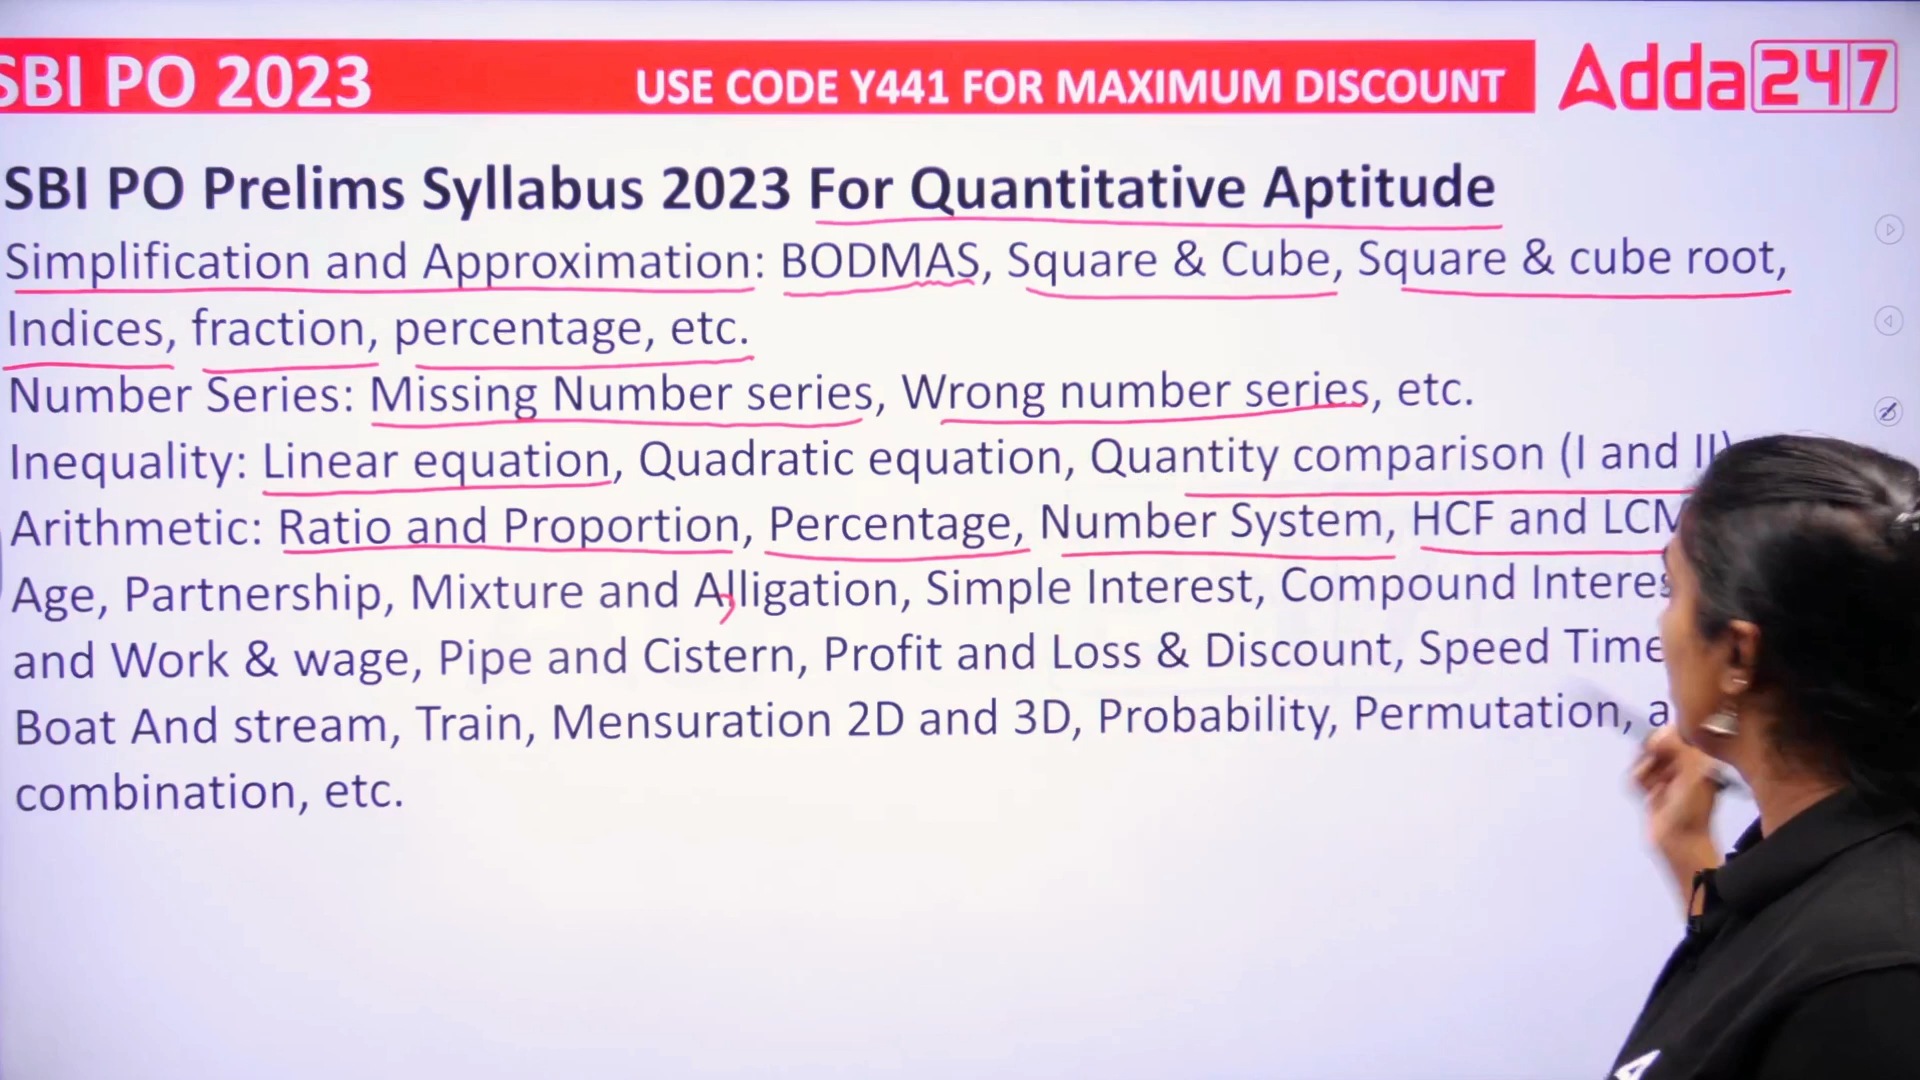 SBI PO 2023 USE CODE Y441 FOR MAXIMUM DISCOUNT Adda247
SBI PO Prelims Syllabus 2023 For Quantitative Aptitude
Simplification and Approximation: BODMAS, Square & Cube, Square & cube root,
Indices, fraction, percentage, etc.
Number Series: Missing Number series, Wrong number series, etc.
Inequality: Linear equation, Quadratic equation, Quantity comparison (I and II)
Arithmetic: Ratio and Proportion, Percentage, Number System, HCF and LCM
Age, Partnership, Mixture and Alligation, Simple Interest, Compound Interes
and Work & wage, Pipe and Cistern, Profit and Loss & Discount, Speed Time
Boat And stream, Train, Mensuration 2D and 3D, Probability, Permutation, a
combination, etc.